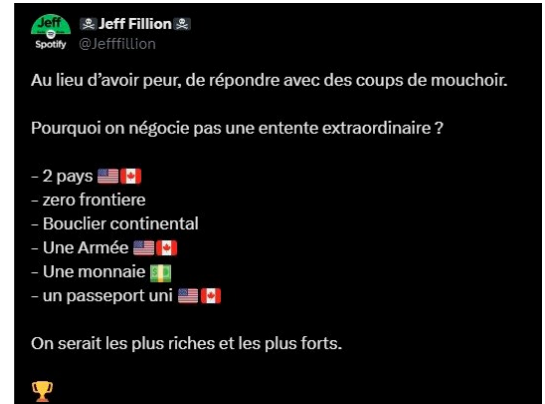 Jeff
Spotify
☠ Jeff Fillion ☠
@Jefffillion
Au lieu d'avoir peur, de répondre avec des coups de mouchoir.
Pourquoi on négocie pas une entente extraordinaire ?
- 2 pays 🇺🇸🇨🇦
- zero frontiere
- Bouclier continental
- Une Armée 🇺🇸🇨🇦
- Une monnaie 💵
- un passeport uni 🇺🇸🇨🇦
On serait les plus riches et les plus forts.
🏆